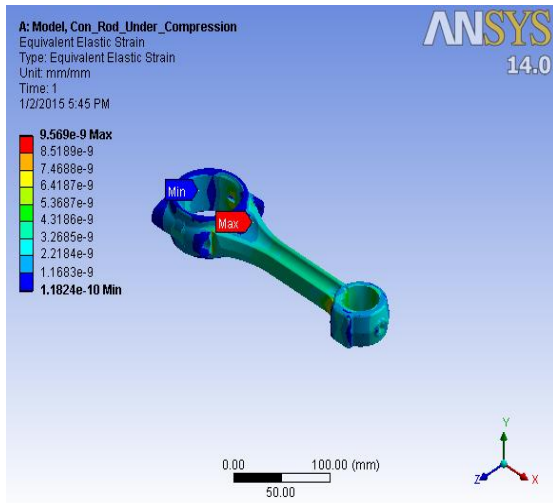 A: Model, Con_Rod_Under_Compression
Equivalent Elastic Strain
Type: Equivalent Elastic Strain
Unit: mm/mm
Time: 1
1/2/2015 5:45 PM
ANSYS
14.0
9.569e-9 Max
8.5189e-9
7.4688e-9
6.4187e-9
5.3687e-9
4.3186e-9
3.2685e-9
2.2184e-9
1.1683e-9
1.1824e-10 Min
Min
Max
0.00 100.00 (mm)
50.00
Y
Z X